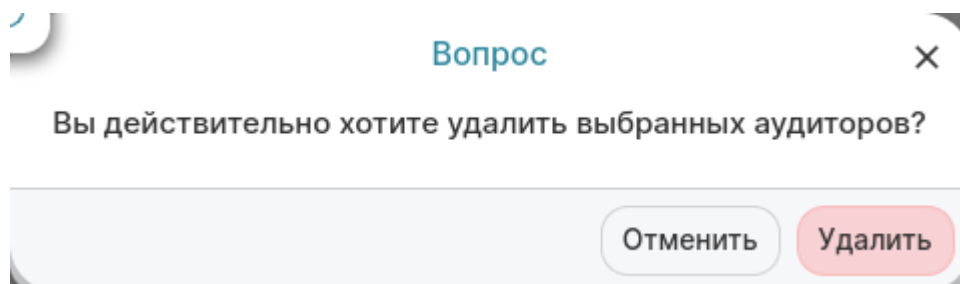 Вопрос
Вы действительно хотите удалить выбранных аудиторов?
Отменить
Удалить